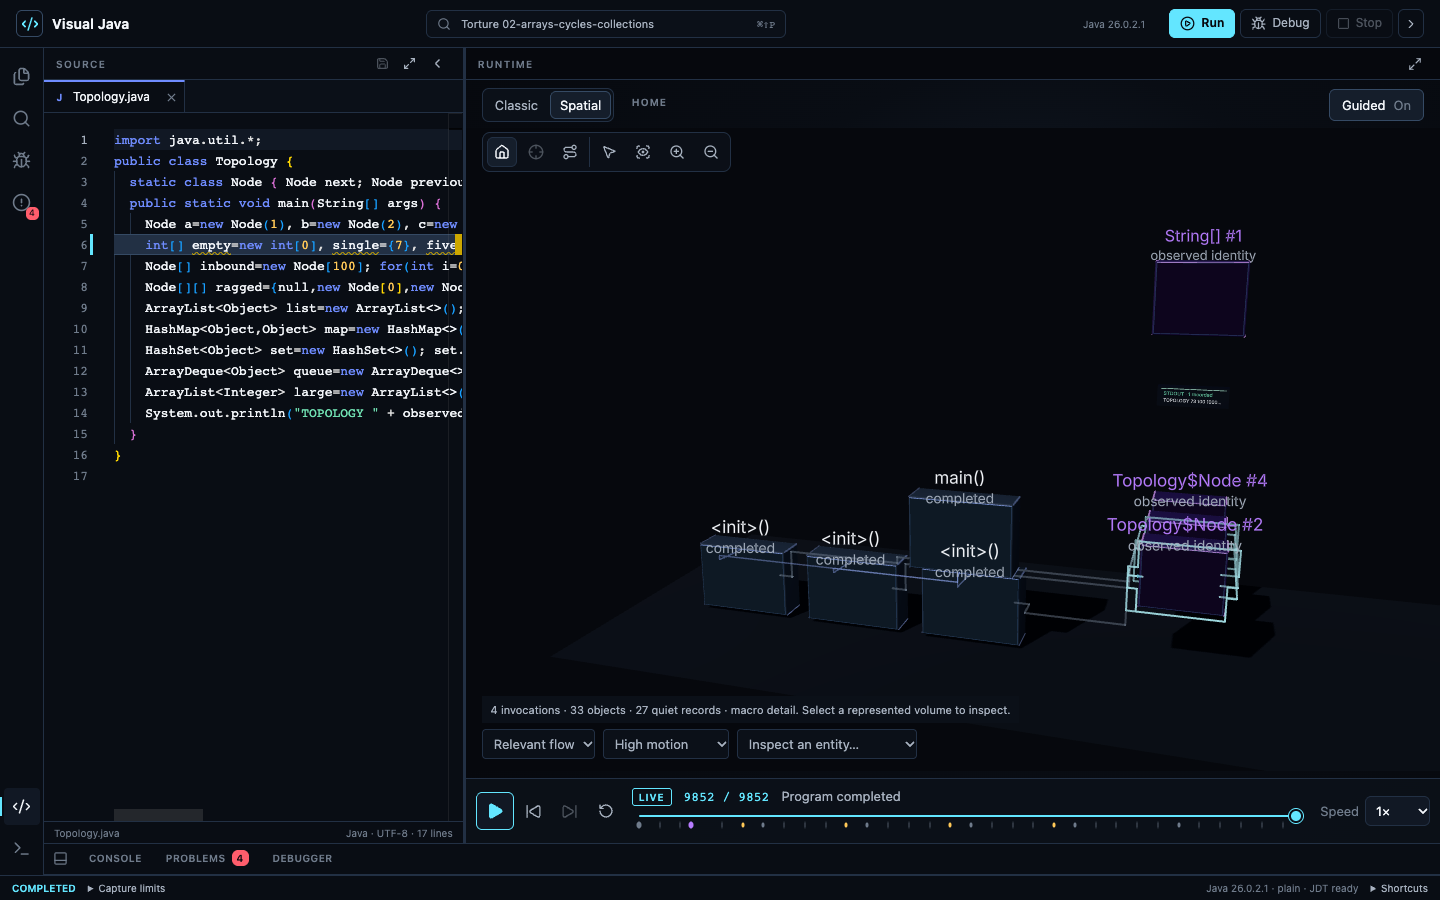 Visual Java
Torture 02-arrays-cycles-collections
⌘⇧P
Java 26.0.2.1
Run
Debug
Stop
SOURCE
RUNTIME
J Topology.java
Classic
Spatial
HOME
Guided On
1 import java.util.*;
2 public class Topology {
3 static class Node { Node next; Node previou
4 public static void main(String[] args) {
5 Node a=new Node(1), b=new Node(2), c=new
6 int[] empty=new int[0], single={7}, five
7 Node[] inbound=new Node[100]; for(int i=0
8 Node[][] ragged={null,new Node[0],new Nod
9 ArrayList<Object> list=new ArrayList<>();
10 HashMap<Object,Object> map=new HashMap<>(
11 HashSet<Object> set=new HashSet<>(); set.
12 ArrayDeque<Object> queue=new ArrayDeque<>
13 ArrayList<Integer> large=new ArrayList<>(
14 System.out.println("TOPOLOGY " + observed
15 }
16 }
17
4
String[] #1
observed identity
STDOUT · 1 recorded
main()
completed
<init>()
completed
<init>()
completed
<init>()
completed
Topology$Node #4
observed identity
Topology$Node #2
observed identity
4 invocations · 33 objects · 27 quiet records · macro detail. Select a represented volume to inspect.
Relevant flow
High motion
Inspect an entity...
LIVE
9852 / 9852
Program completed
Speed
1×
Topology.java
Java · UTF-8 · 17 lines
CONSOLE
PROBLEMS 4
DEBUGGER
COMPLETED
Capture limits
Java 26.0.2.1 · plain · JDT ready
Shortcuts